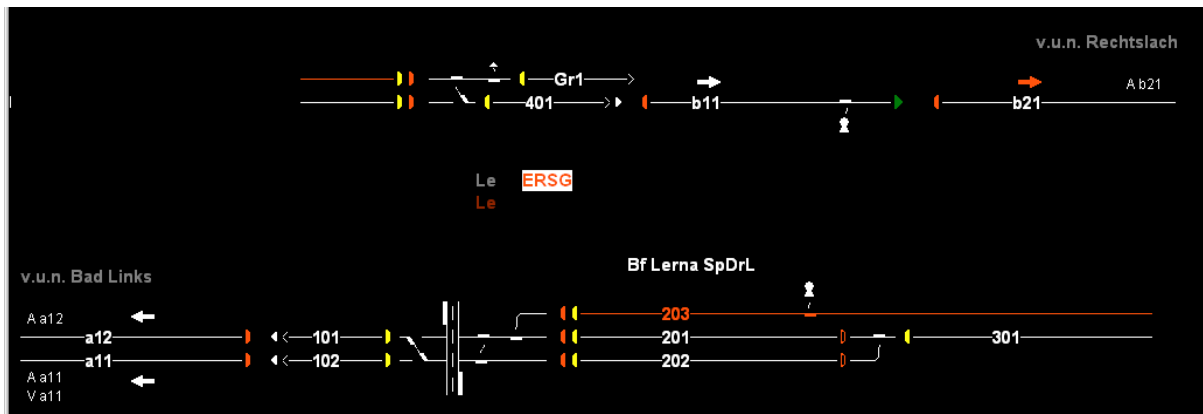 v.u.n. Rechtslach
Gr1
A b21
401
b11
b21
Le ERSG
Le
Bf Lerna SpDrL
v.u.n. Bad Links
A a12
203
a12
101
201
301
a11
102
202
A a11
V a11